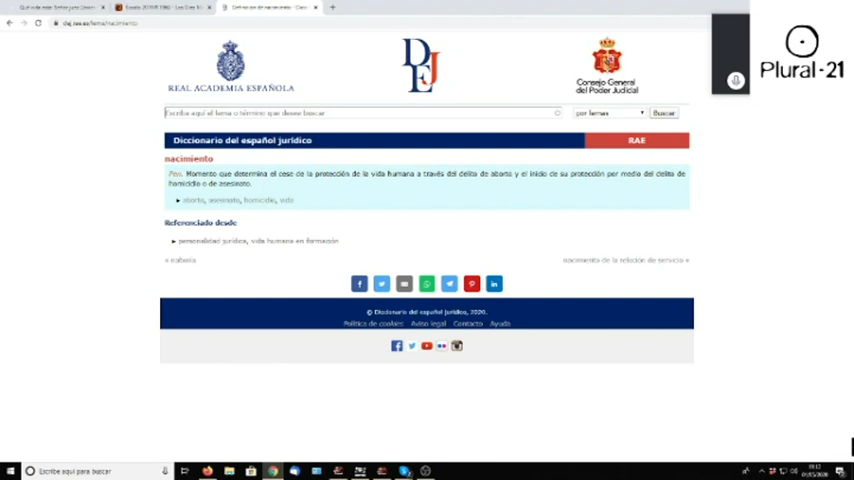 Plural-21
REAL ACADEMIA ESPAÑOLA
DEJ
Consejo General
del Poder Judicial
Escriba aquí el lema o término que desee buscar
por lemas
Buscar
Diccionario del español jurídico
RAE
nacimiento
Pen. Momento que determina el cese de la protección de la vida humana a través del delito de aborto y el inicio de su protección por medio del delito de
homicidio o de asesinato.
► aborto, asesinato, homicidio, vida
Referenciado desde
► personalidad jurídica, vida humana en formación
nacimiento de la relación de servicio »
© Diccionario del español jurídico, 2020.
Política de cookies Aviso legal Contacto Ayuda
Escribe aquí para buscar